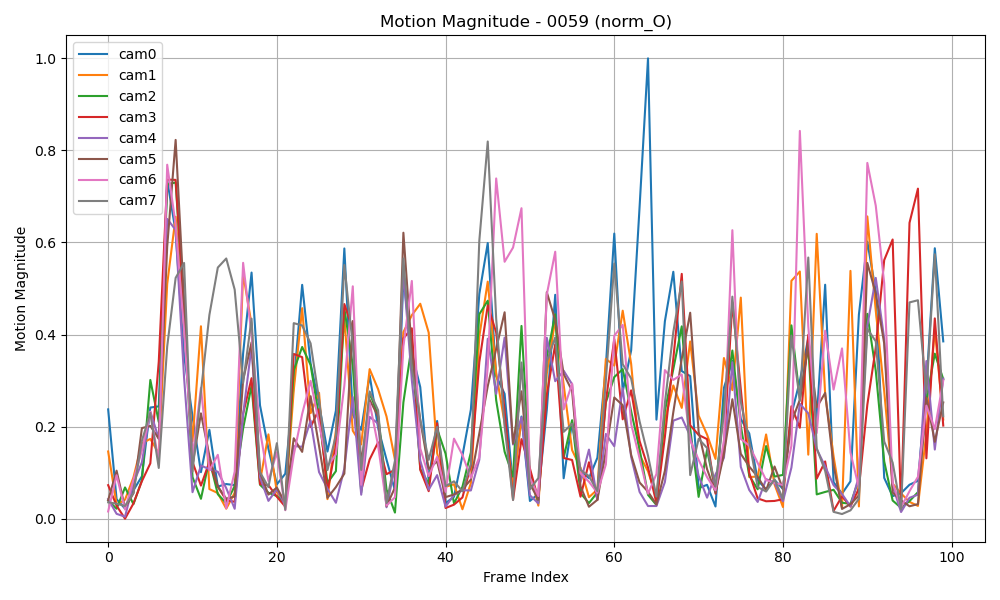 Motion Magnitude - 0059 (norm_O)
cam0
cam1
cam2
cam3
cam4
cam5
cam6
cam7
Motion Magnitude
1.0
0.8
0.6
0.4
0.2
0.0
0 20 40 60 80 100
Frame Index